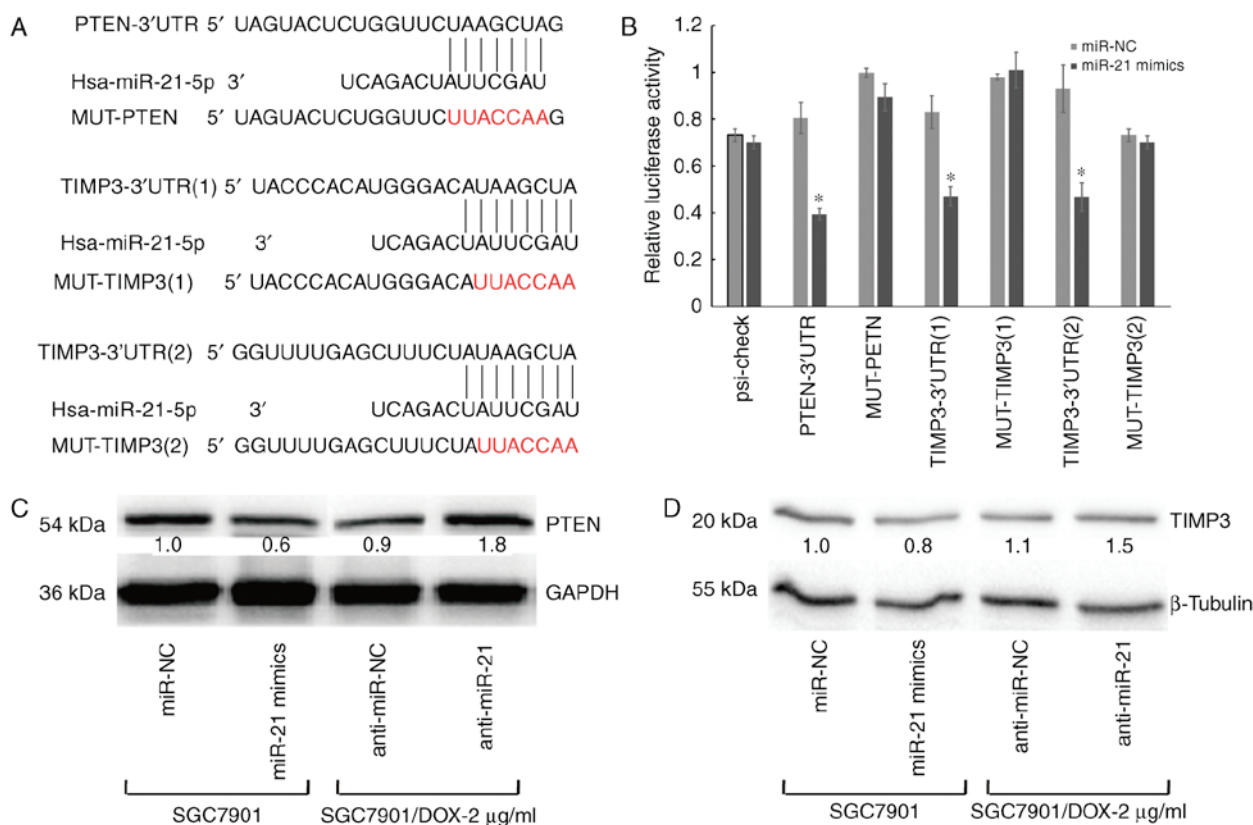 A
PTEN-3'UTR 5' UAGUACUCUGGUUCUAAGCUAG
Hsa-miR-21-5p 3' UCAGACUAUUCGAU
MUT-PTEN 5' UAGUACUCUGGUUCUUACCAAG
TIMP3-3'UTR(1) 5' UACCCACAUGGGACAUAAGCUA
Hsa-miR-21-5p 3' UCAGACUUAUUCGAU
MUT-TIMP3(1) 5' UACCCACAUGGGACAUUACCAA
TIMP3-3'UTR(2) 5' GGUUUUGAGCUUUCUAUAAGCUA
Hsa-miR-21-5p 3' UCAGACUUAUUCGAU
MUT-TIMP3(2) 5' GGUUUUGAGCUUUCUAUUACCAA
B
Relative luciferase activity
1.2
1
0.8
0.6
0.4
0.2
0
miR-NC
miR-21 mimics
*
*
*
psi-check
PTEN-3'UTR
MUT-PETN
TIMP3-3'UTR(1)
MUT-TIMP3(1)
TIMP3-3'UTR(2)
MUT-TIMP3(2)
C
54 kDa PTEN
1.0 0.6 0.9 1.8
36 kDa GAPDH
miR-NC
miR-21 mimics
anti-miR-NC
anti-miR-21
SGC7901 SGC7901/DOX-2 μg/ml
D
20 kDa TIMP3
1.0 0.8 1.1 1.5
55 kDa β-Tubulin
miR-NC
miR-21 mimics
anti-miR-NC
anti-miR-21
SGC7901 SGC7901/DOX-2 μg/ml